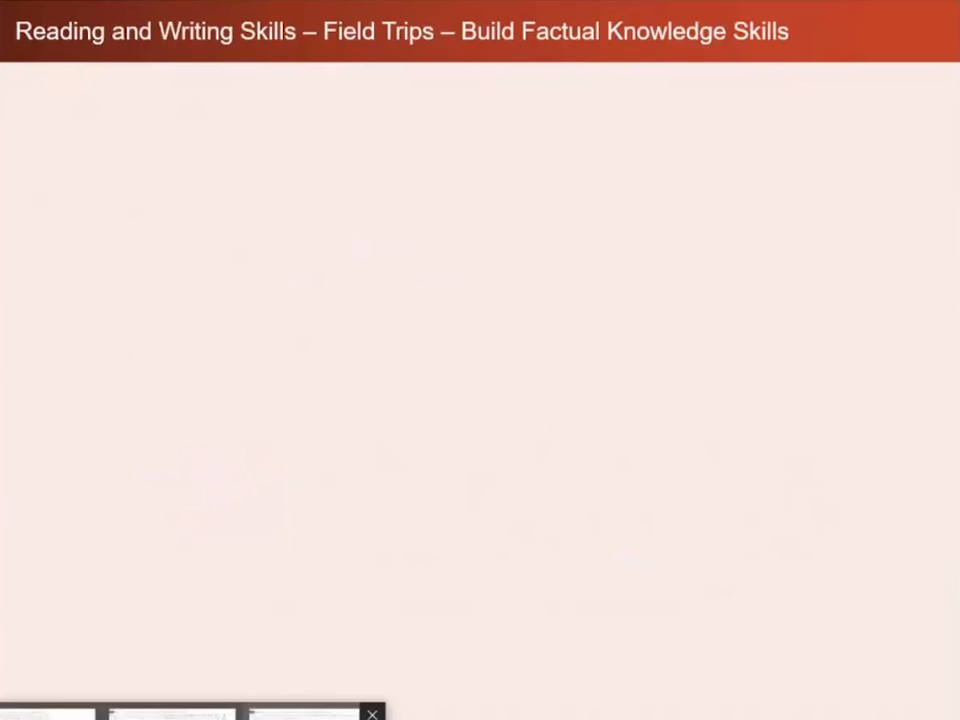 Reading and Writing Skills – Field Trips – Build Factual Knowledge Skills